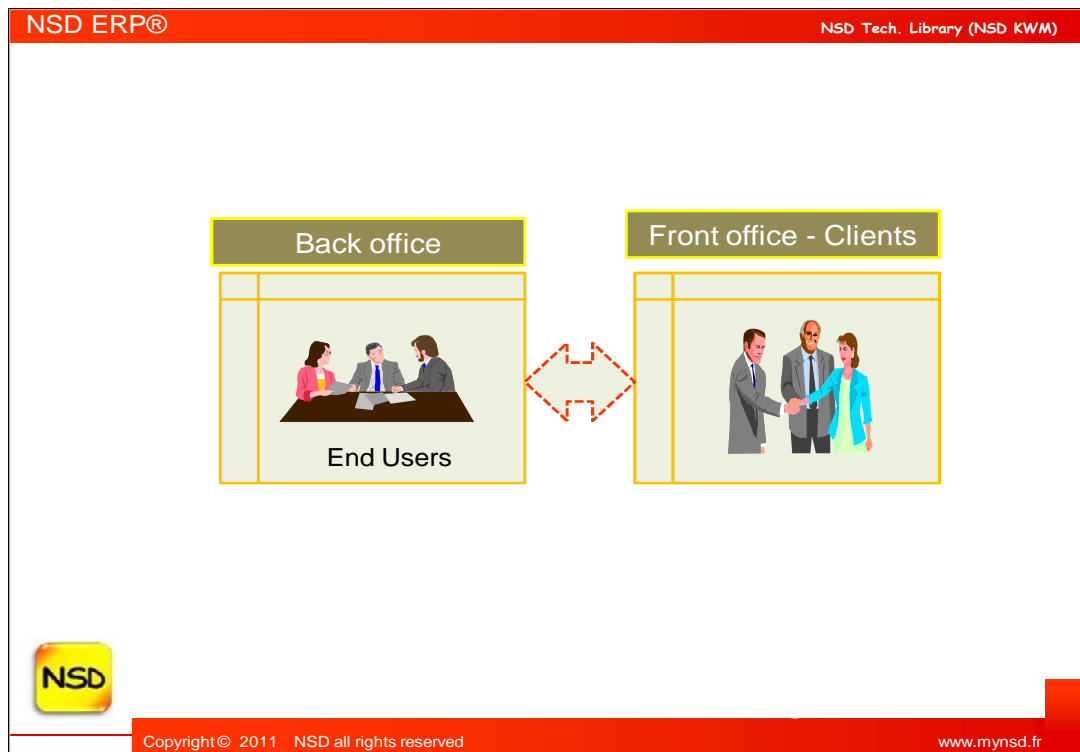 NSD ERP®
NSD Tech. Library (NSD KWM)
Back office
Front office - Clients
End Users
NSD
Copyright © 2011 NSD all rights reserved
www.mynsd.fr